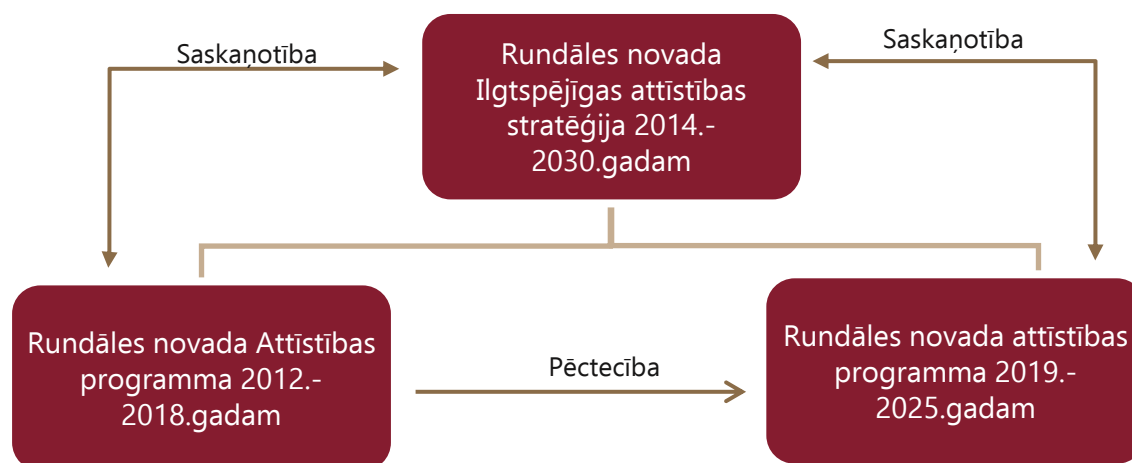 Saskaņotība
Rundāles novada
Ilgtspējīgas attīstības
stratēģija 2014.-
2030.gadam
Saskaņotība
Rundāles novada Attīstības
programma 2012.-
2018.gadam
Pēctecība
Rundāles novada attīstības
programma 2019.-
2025.gadam